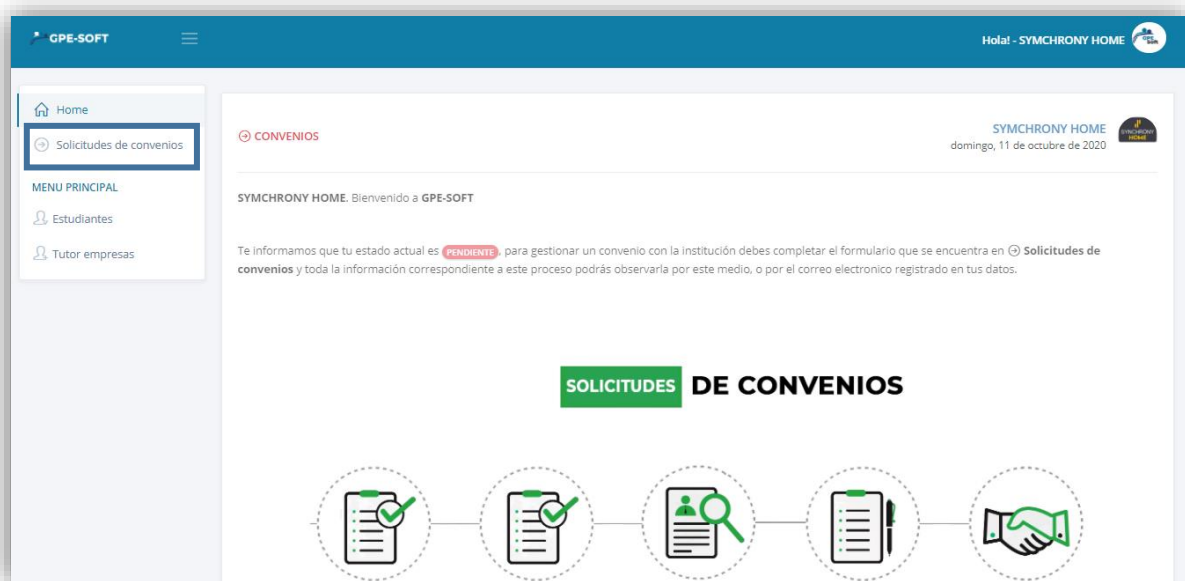 GPE-SOFT
Hola! - SYMCHRONY HOME
Home
Solicitudes de convenios
MENU PRINCIPAL
Estudiantes
Tutor empresas
CONVENIOS
SYMCHRONY HOME
domingo, 11 de octubre de 2020
SYNCHRONY
HOME
SYMCHRONY HOME. Bienvenido a GPE-SOFT
Te informamos que tu estado actual es PENDIENTE, para gestionar un convenio con la institución debes completar el formulario que se encuentra en Solicitudes de
convenios y toda la información correspondiente a este proceso podrás observarla por este medio, o por el correo electronico registrado en tus datos.
SOLICITUDES DE CONVENIOS